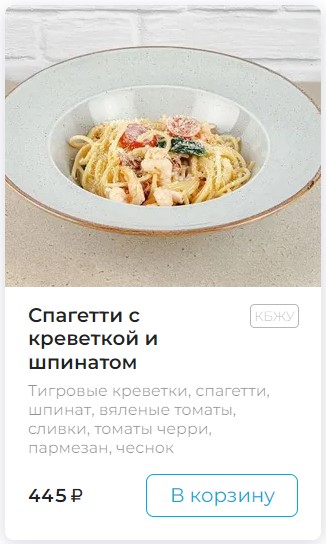 Спагетти с
КБЖУ
креветкой и
шпинатом
Тигровые креветки, спагетти,
шпинат, вяленые томаты,
сливки, томаты черри,
пармезан, чеснок
445 ₽
В корзину